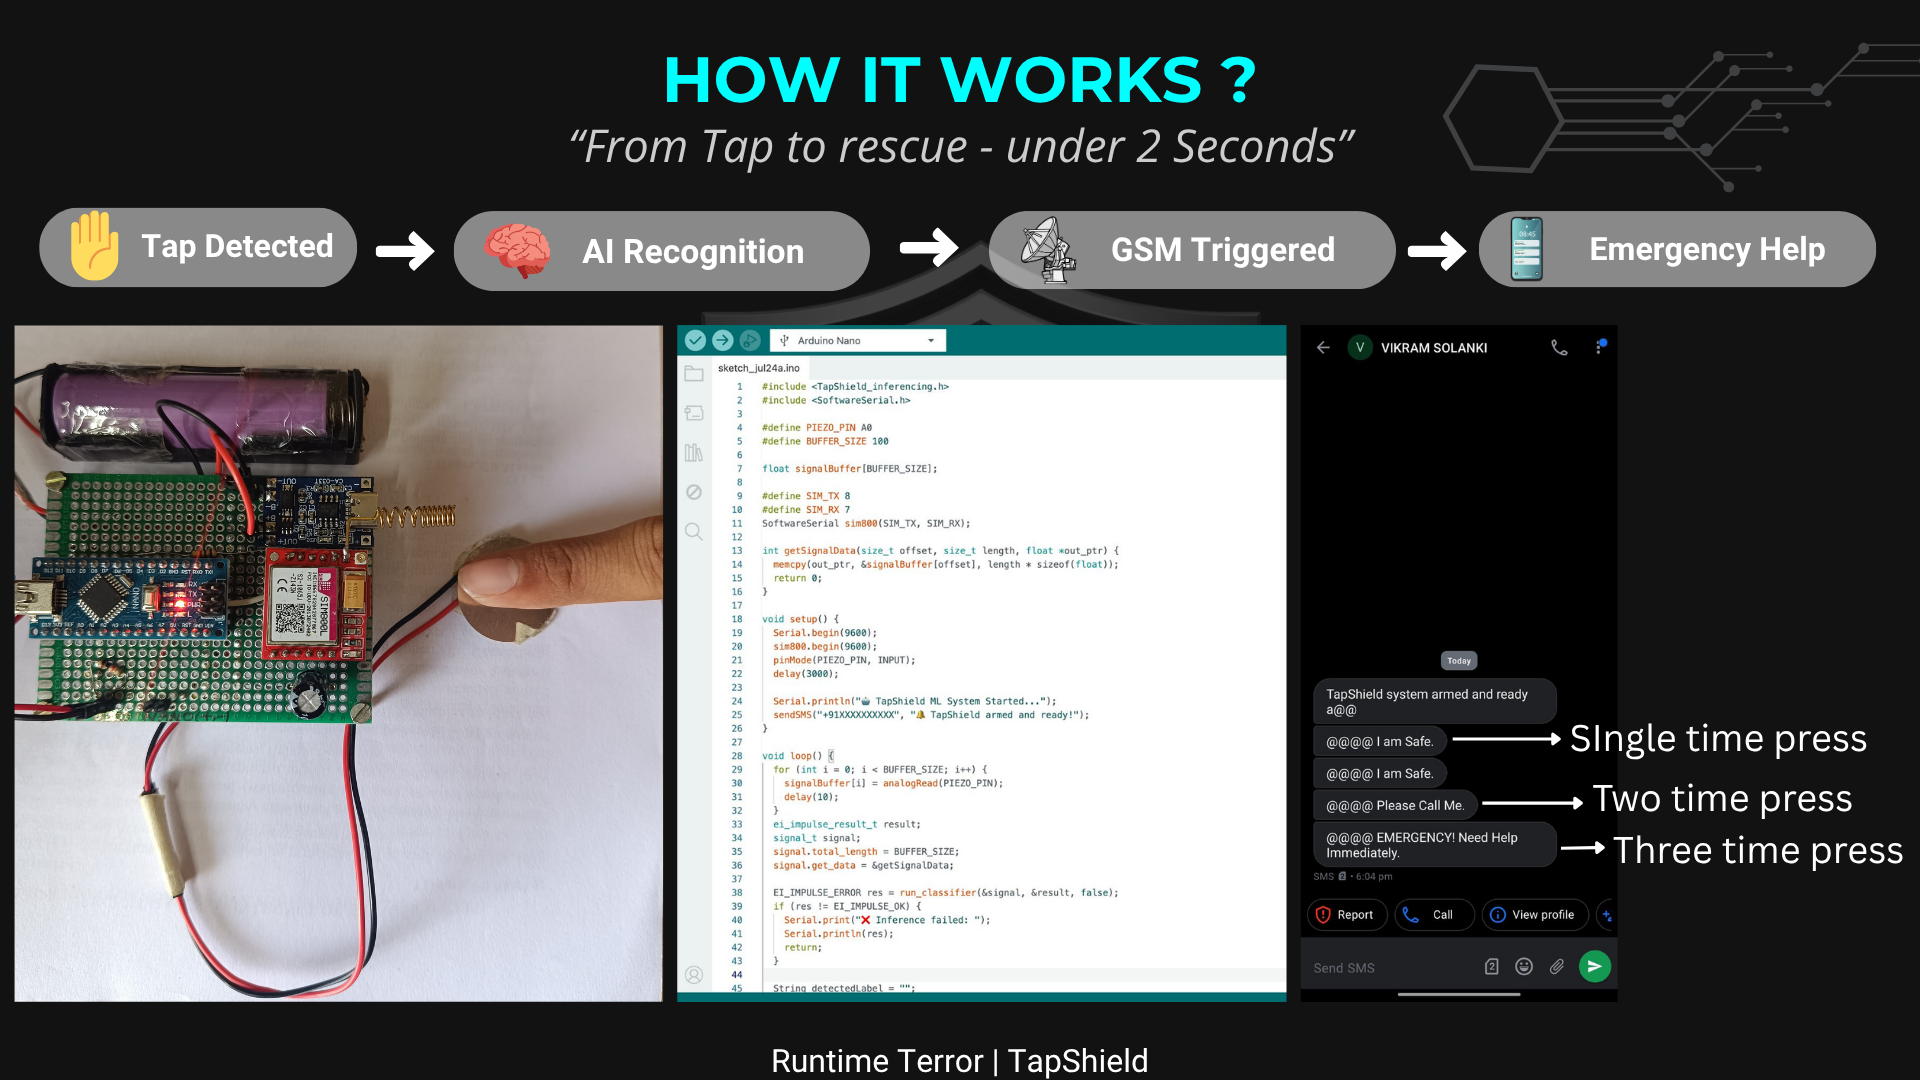 HOW IT WORKS ?
“From Tap to rescue - under 2 Seconds”
Tap Detected
AI Recognition
GSM Triggered
Emergency Help
SIM800L
NANO
Arduino Nano
sketch_jul24a.ino
1 #include <TapShield_inferencing.h>
2 #include <SoftwareSerial.h>
3
4 #define PIEZO_PIN A0
5 #define BUFFER_SIZE 100
6
7 float signalBuffer[BUFFER_SIZE];
8
9 #define SIM_TX 8
10 #define SIM_RX 7
11 SoftwareSerial sim800(SIM_TX, SIM_RX);
12
13 int getSignalData(size_t offset, size_t length, float *out_ptr) {
14 memcpy(out_ptr, &signalBuffer[offset], length * sizeof(float));
15 return 0;
16 }
17
18 void setup() {
19 Serial.begin(9600);
20 sim800.begin(9600);
21 pinMode(PIEZO_PIN, INPUT);
22 delay(3000);
23
24 Serial.println("🤖 TapShield ML System Started...");
25 sendSMS("+91XXXXXXXXXX", "🔔 TapShield armed and ready!");
26 }
27
28 void loop() {
29 for (int i = 0; i < BUFFER_SIZE; i++) {
30 signalBuffer[i] = analogRead(PIEZO_PIN);
31 delay(10);
32 }
33 ei_impulse_result_t result;
34 signal_t signal;
35 signal.total_length = BUFFER_SIZE;
36 signal.get_data = &getSignalData;
37
38 EI_IMPULSE_ERROR res = run_classifier(&signal, &result, false);
39 if (res != EI_IMPULSE_OK) {
40 Serial.print("❌ Inference failed: ");
41 Serial.println(res);
42 return;
43 }
44
45 String detectedLabel = "";
V VIKRAM SOLANKI
Today
TapShield system armed and ready
a@@
@@@@ I am Safe.
SIngle time press
@@@@ I am Safe.
@@@@ Please Call Me.
Two time press
@@@@ EMERGENCY! Need Help
Immediately.
Three time press
SMS 2 • 6:04 pm
Report
Call
View profile
Send SMS
2
Runtime Terror | TapShield